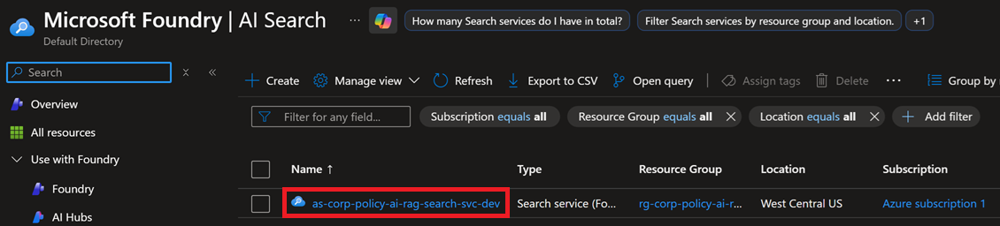 Microsoft Foundry | AI Search ... How many Search services do I have in total? Filter Search services by resource group and location. +1
Default Directory
Search
Overview
All resources
Use with Foundry
Foundry
AI Hubs
+ Create Manage view Refresh Export to CSV Open query Assign tags Delete ... Group by
Filter for any field... Subscription equals all Resource Group equals all Location equals all Add filter
Name ↑ Type Resource Group Location Subscription
as-corp-policy-ai-rag-search-svc-dev Search service (Fo... rg-corp-policy-ai-r... West Central US Azure subscription 1